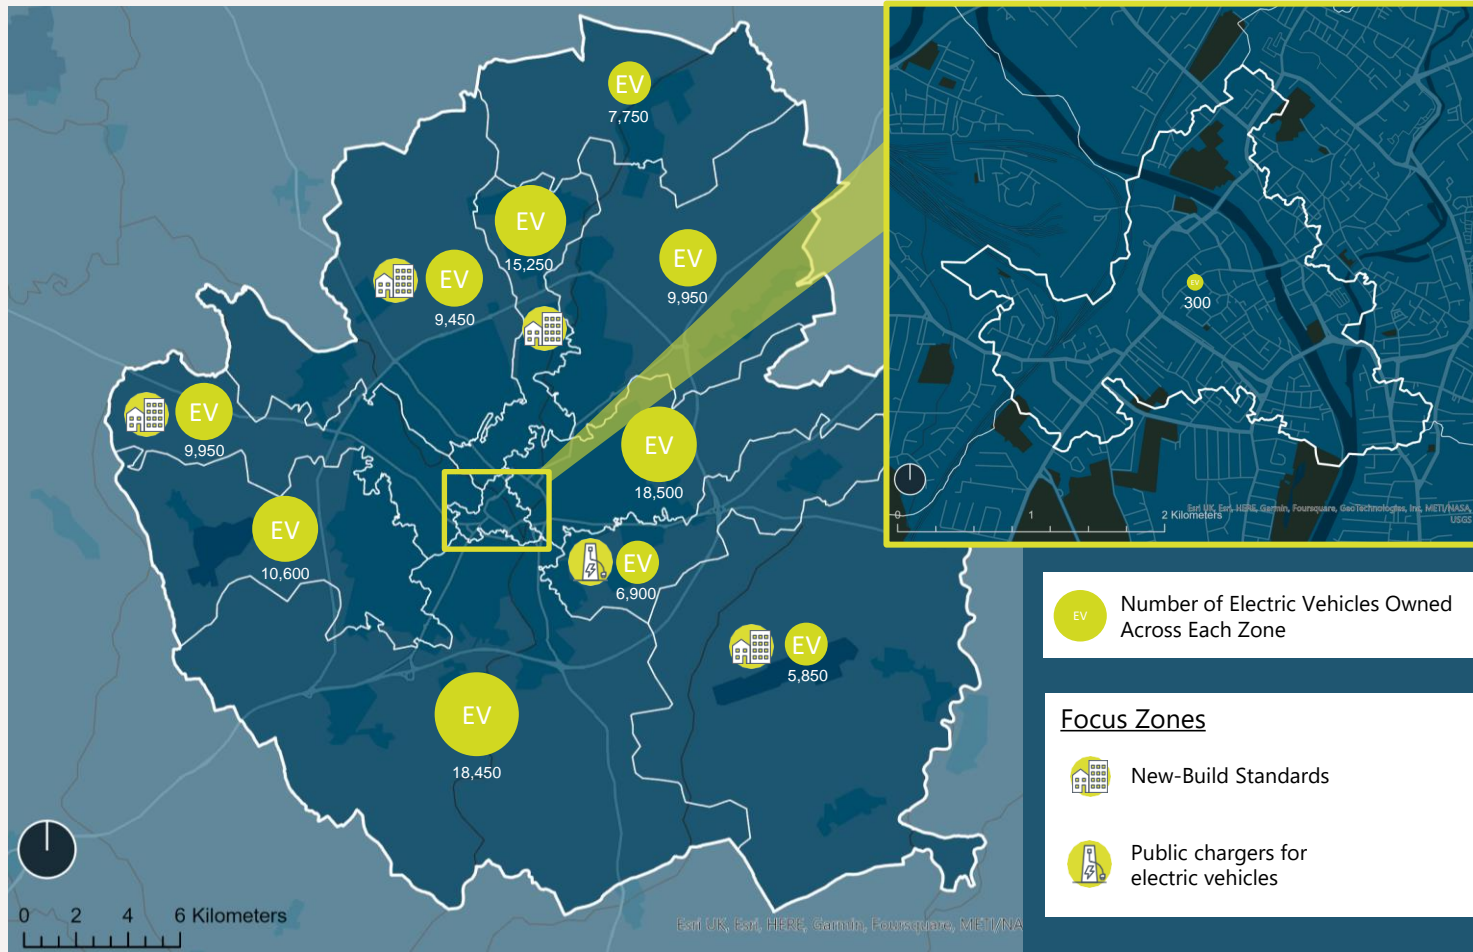 EV
7,750
EV
15,250
EV
9,950
EV
9,450
EV
9,950
EV
18,500
EV
10,600
EV
6,900
EV
5,850
EV
18,450
0 2 4 6 Kilometers
Esri UK, Esri, HERE, Garmin, Foursquare, METI/NA
EV
300
0 1 2 Kilometers
Esri UK, Esri, HERE, Garmin, Foursquare, GeoTechnologies, Inc, METI/NASA,
USGS
EV
Number of Electric Vehicles Owned
Across Each Zone
Focus Zones
New-Build Standards
Public chargers for
electric vehicles